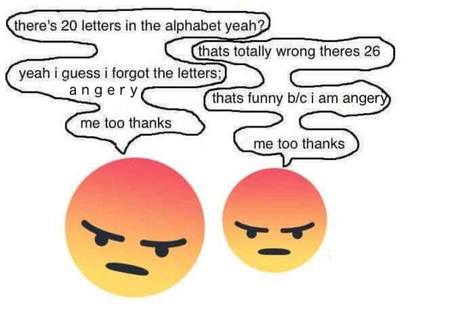 there's 20 letters in the alphabet yeah?
thats totally wrong theres 26
yeah i guess i forgot the letters;
a n g e r y
thats funny b/c i am angery
me too thanks
me too thanks